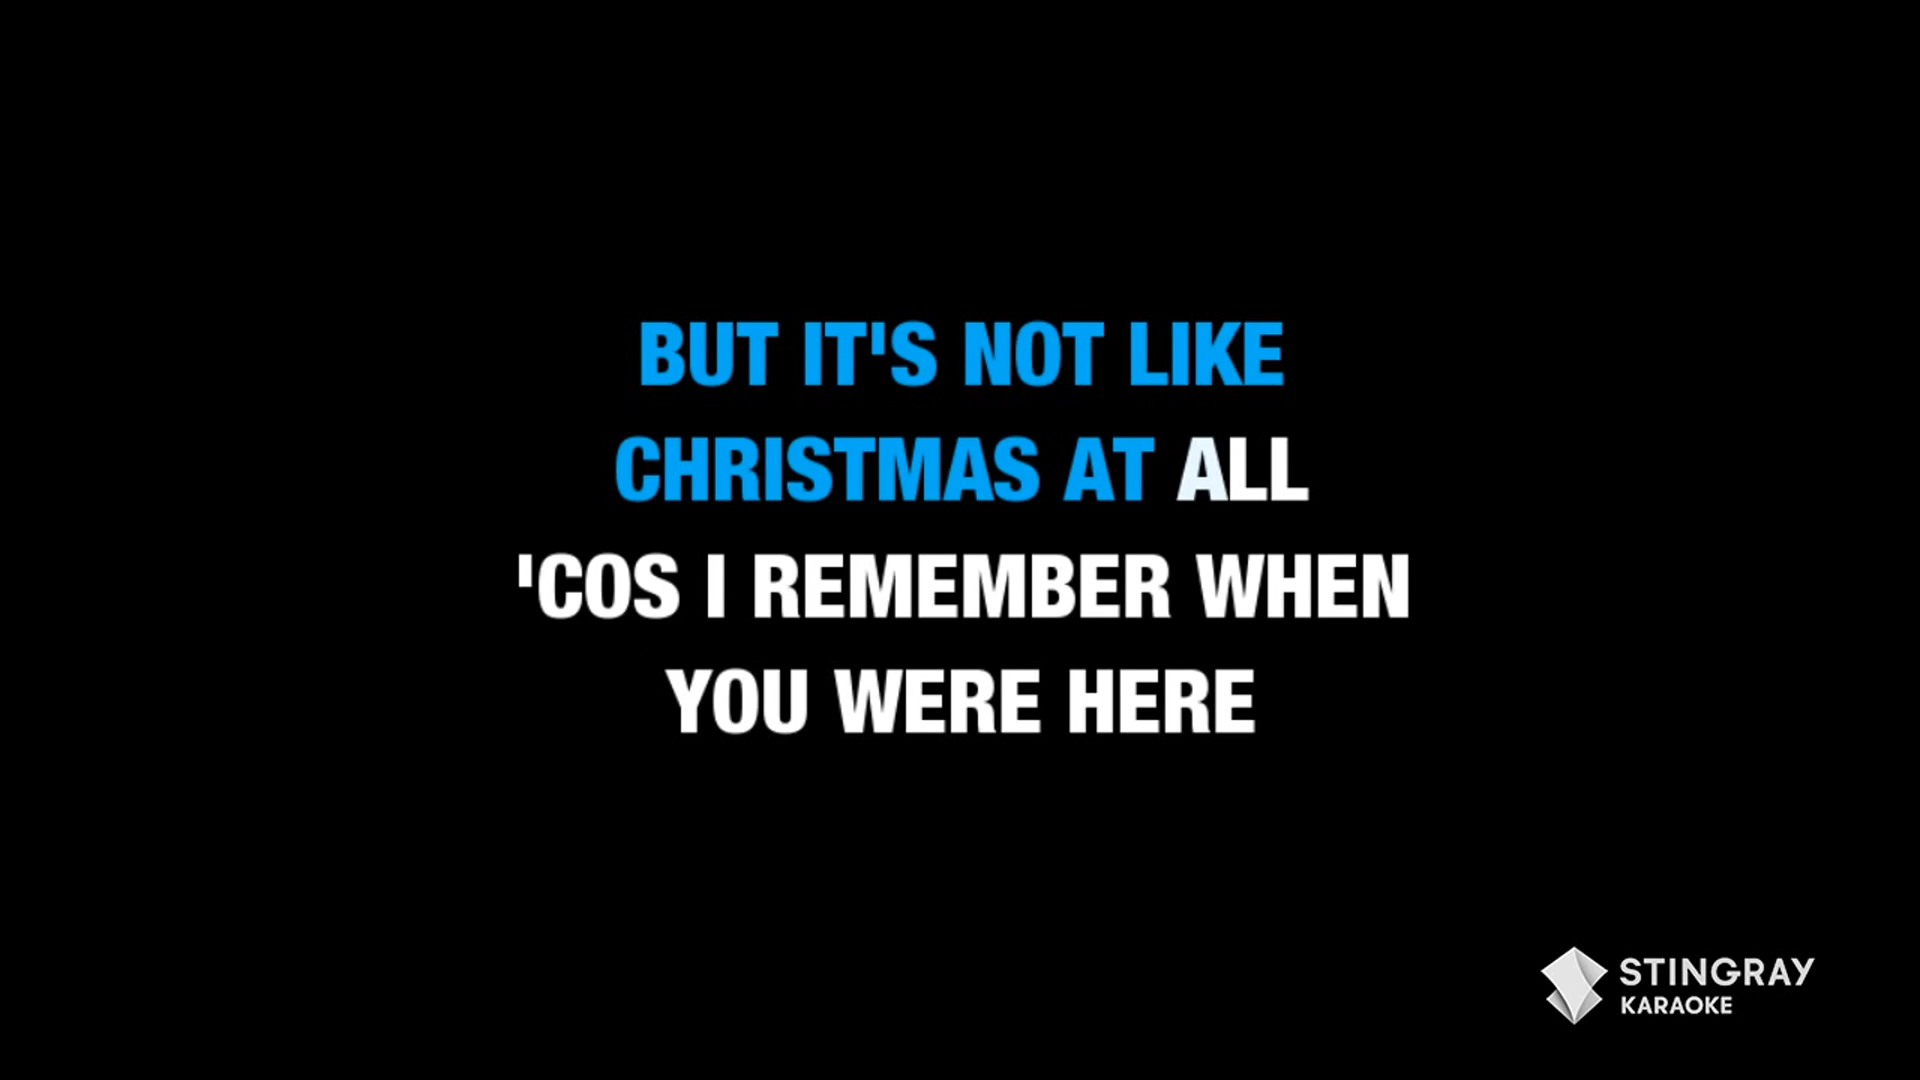 BUT IT'S NOT LIKE
CHRISTMAS AT ALL
'COS I REMEMBER WHEN
YOU WERE HERE
STINGRAY
KARAOKE